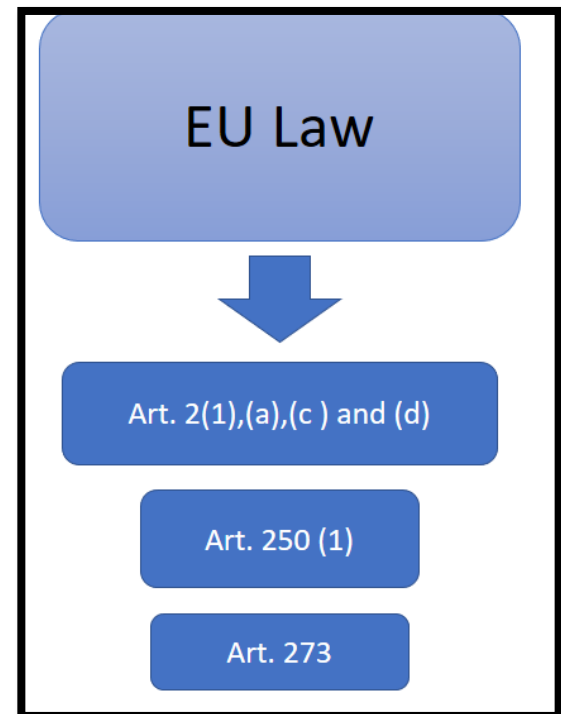 EU Law
Art. 2(1),(a),(c ) and (d)
Art. 250 (1)
Art. 273